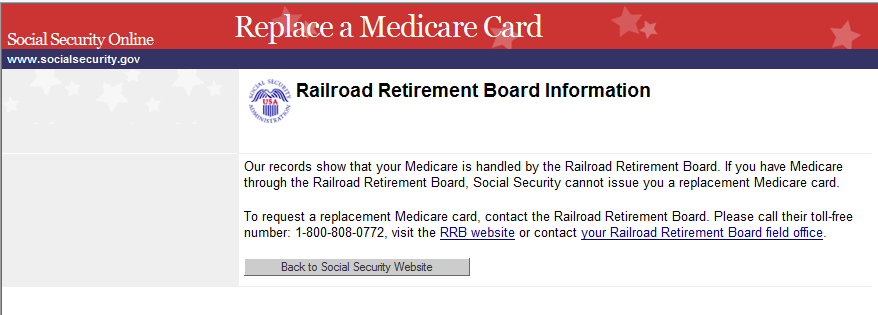 Social Security Online
Replace a Medicare Card
www.socialsecurity.gov
SOCIAL SECURITY
USA
ADMINISTRATION
Railroad Retirement Board Information
Our records show that your Medicare is handled by the Railroad Retirement Board. If you have Medicare
through the Railroad Retirement Board, Social Security cannot issue you a replacement Medicare card.
To request a replacement Medicare card, contact the Railroad Retirement Board. Please call their toll-free
number: 1-800-808-0772, visit the RRB website or contact your Railroad Retirement Board field office.
Back to Social Security Website